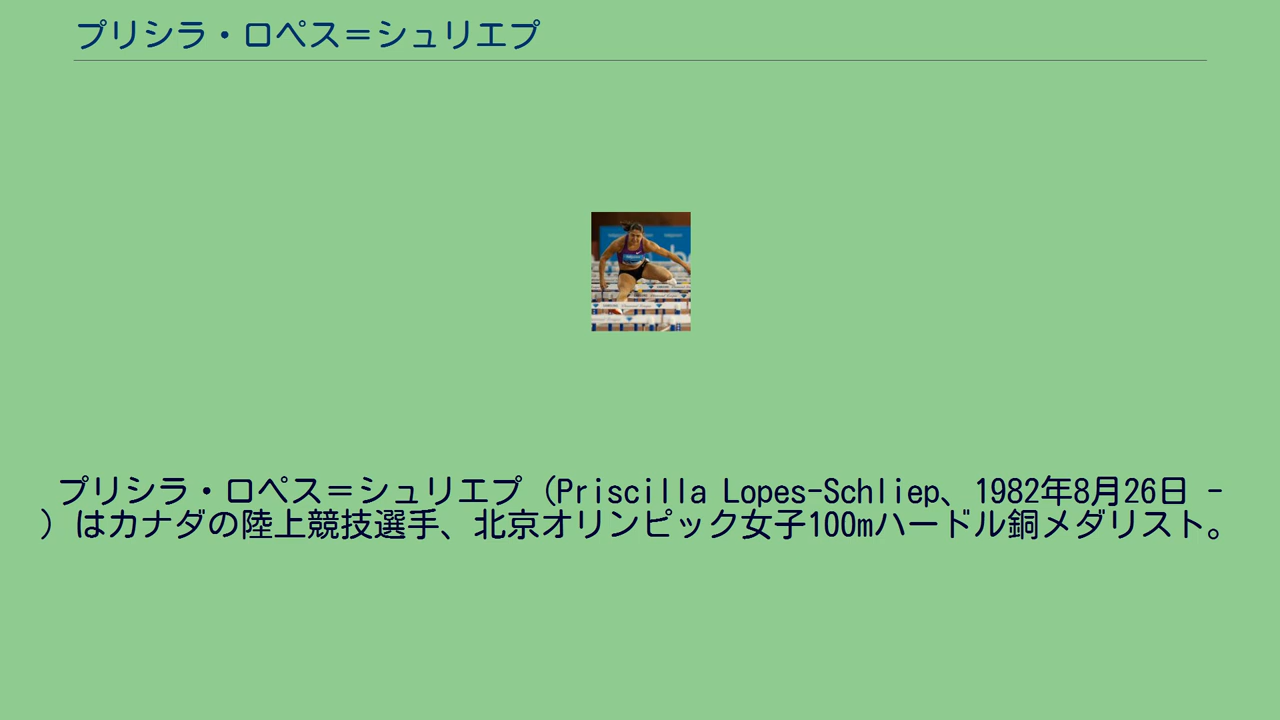 プリシラ・ロペス＝シュリエプ
プリシラ・ロペス＝シュリエプ（Priscilla Lopes-Schliep、1982年8月26日 -
）はカナダの陸上競技選手、北京オリンピック女子100mハードル銅メダリスト。